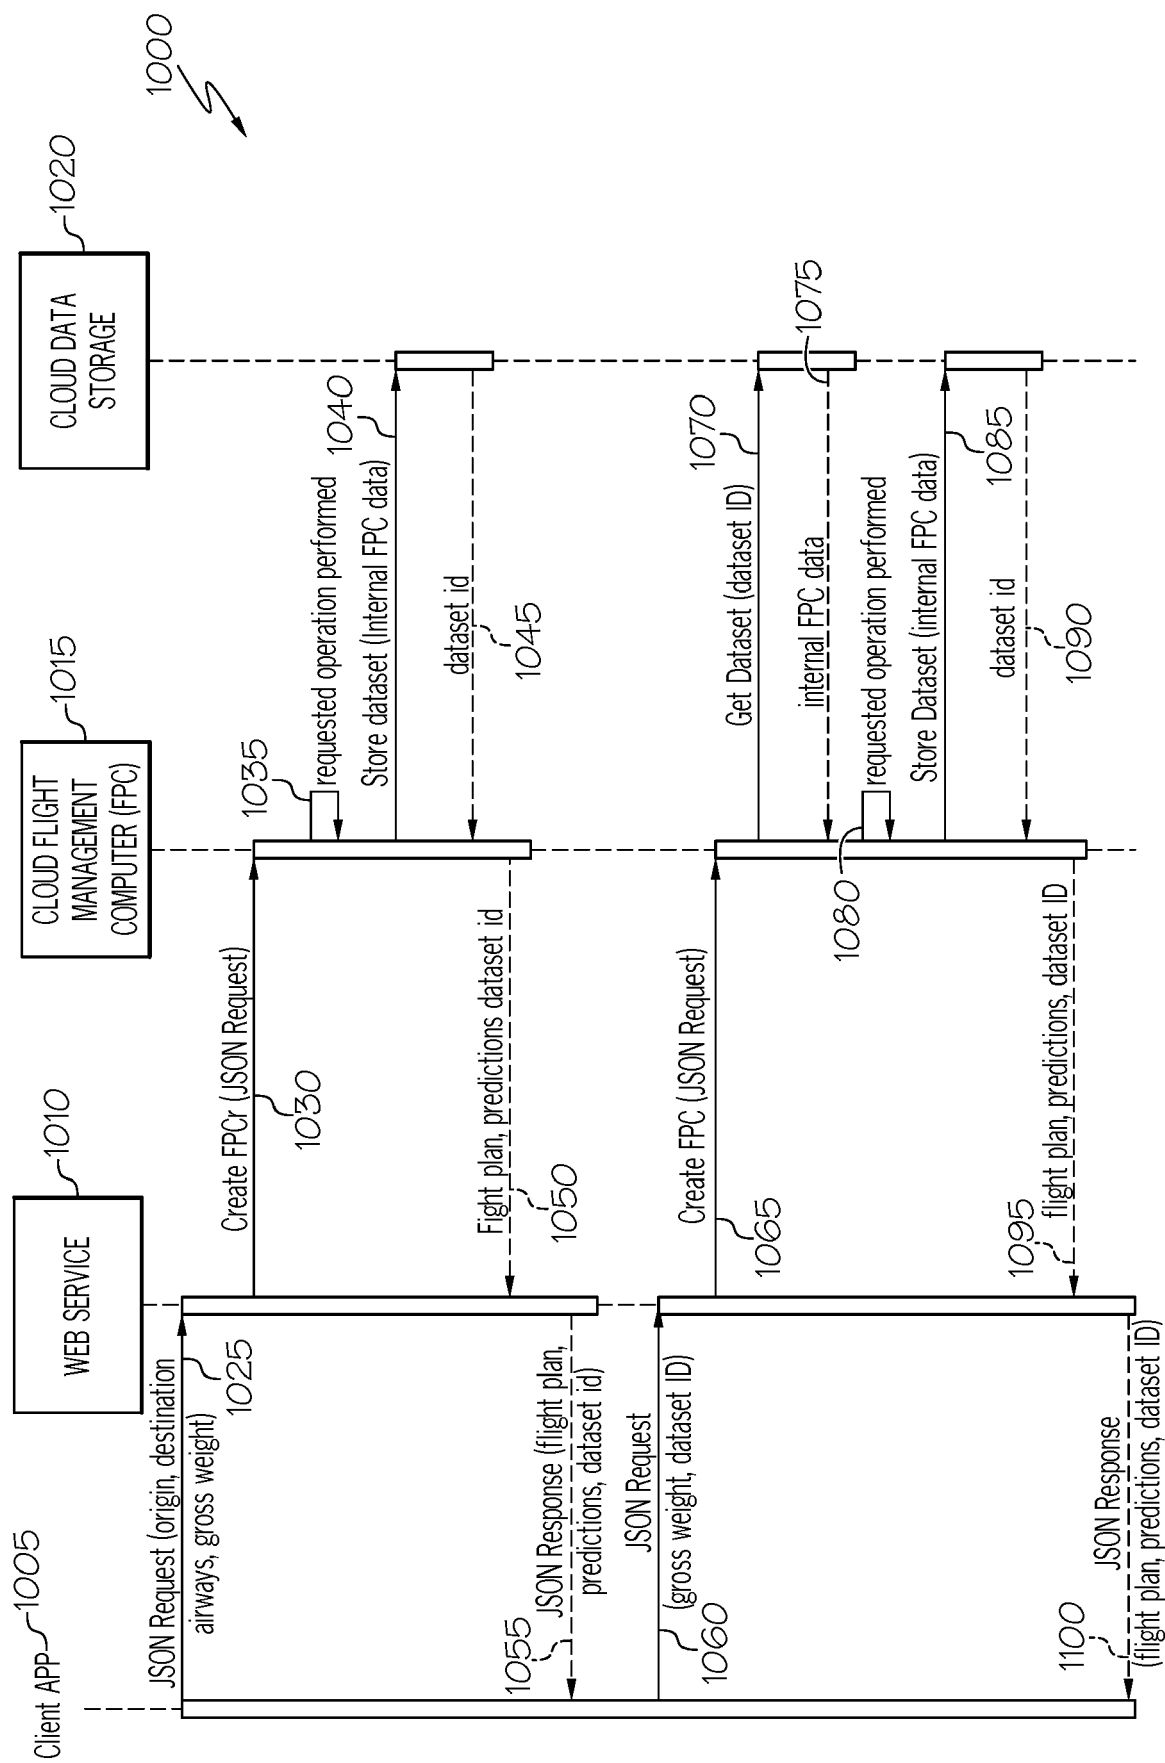 1000
Client APP
1005
WEB SERVICE
1010
CLOUD FLIGHT
MANAGEMENT
COMPUTER (FPC)
1015
CLOUD DATA
STORAGE
1020
JSON Request (origin, destination
airways, gross weight)
1025
Create FPCr (JSON Request)
1030
1035
requested operation performed
Store dataset (Internal FPC data)
1040
dataset id
1045
Fight plan, predictions dataset id
1050
JSON Response (flight plan,
predictions, dataset id)
1055
JSON Request
(gross weight, dataset ID)
1060
Create FPC (JSON Request)
1065
Get Dataset (dataset ID)
1070
internal FPC data
1075
requested operation performed
1080
Store Dataset (internal FPC data)
1085
dataset id
1090
flight plan, predictions, dataset ID
1095
JSON Response
(flight plan, predictions, dataset ID)
1100